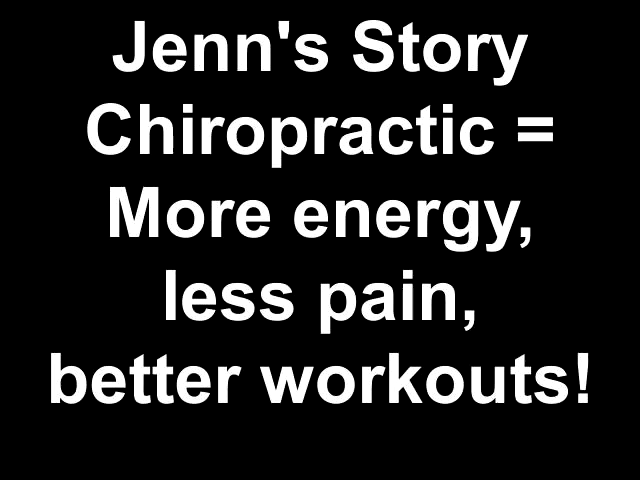 Jenn's Story
Chiropractic =
More energy,
less pain,
better workouts!